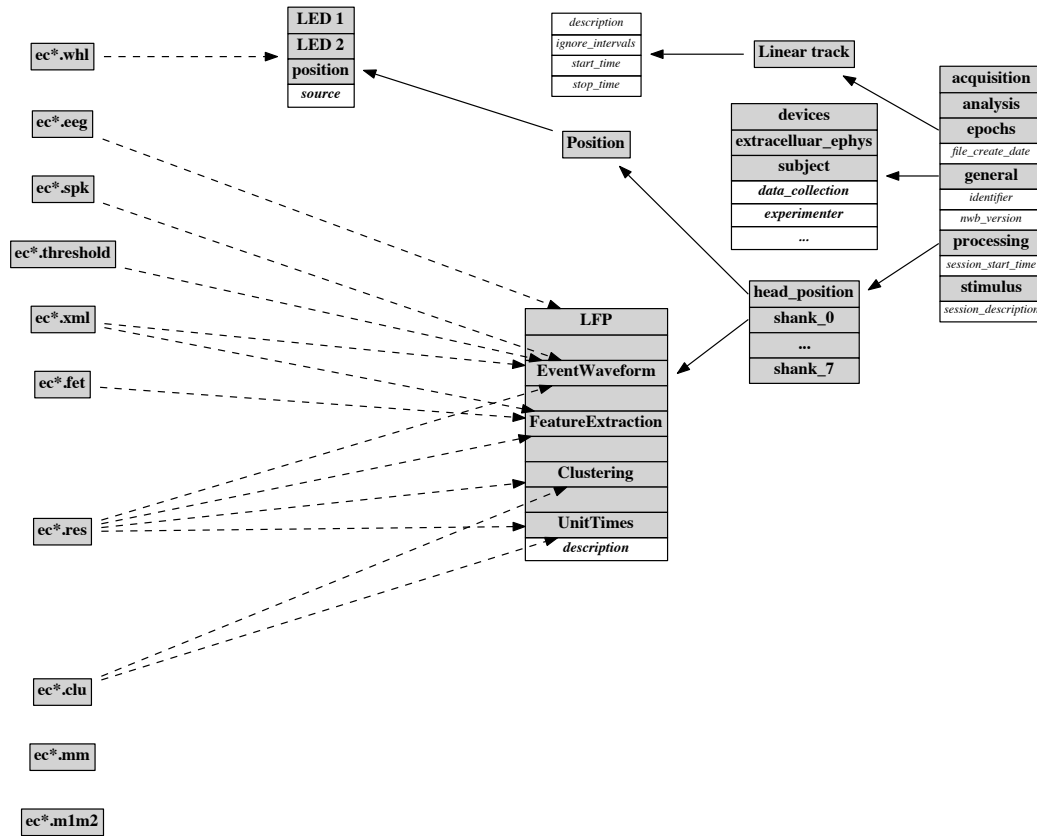 ec*.whl
ec*.eeg
ec*.spk
ec*.threshold
ec*.xml
ec*.fet
ec*.res
ec*.clu
ec*.mm
ec*.m1m2
LED 1
LED 2
position
source
description
ignore_intervals
start_time
stop_time
Position
LFP
EventWaveform
FeatureExtraction
Clustering
UnitTimes
description
Linear track
devices
extracelluar_ephys
subject
data_collection
experimenter
...
head_position
shank_0
...
shank_7
acquisition
analysis
epochs
file_create_date
general
identifier
nwb_version
processing
session_start_time
stimulus
session_description